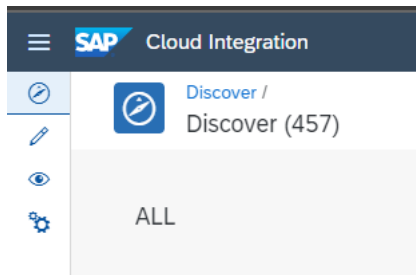 SAP Cloud Integration
Discover /
Discover (457)
ALL